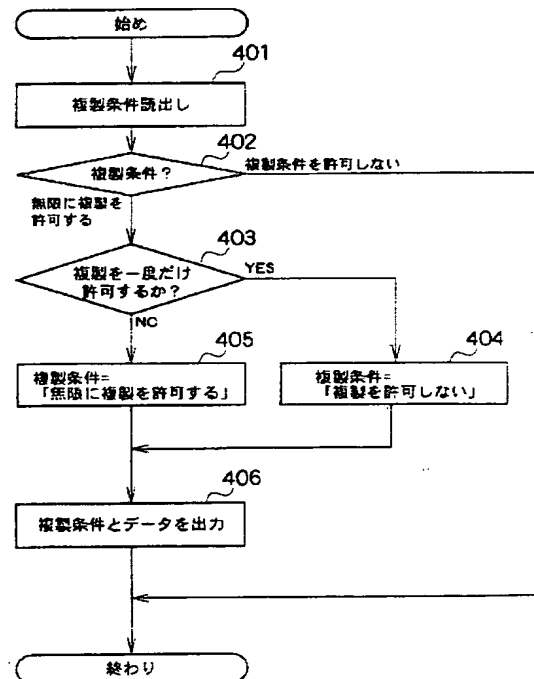 始め
401
複製条件読出し
402
複製条件?
複製条件を許可しない
無限に複製を
許可する
403
複製を一度だけ
許可するか?
YES
NO
405
複製条件=
「無限に複製を許可する」
404
複製条件=
「複製を許可しない」
406
複製条件とデータを出力
終わり